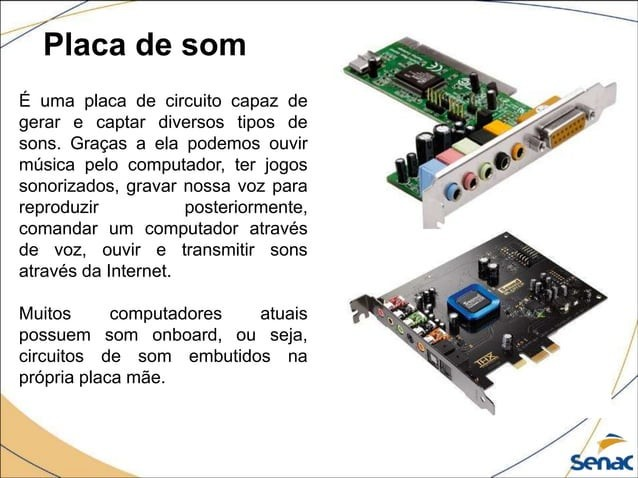 Placa de som
É uma placa de circuito capaz de
gerar e captar diversos tipos de
sons. Graças a ela podemos ouvir
música pelo computador, ter jogos
sonorizados, gravar nossa voz para
reproduzir posteriormente,
comandar um computador através
de voz, ouvir e transmitir sons
através da Internet.
Muitos computadores atuais
possuem som onboard, ou seja,
circuitos de som embutidos na
própria placa mãe.
THX
senac